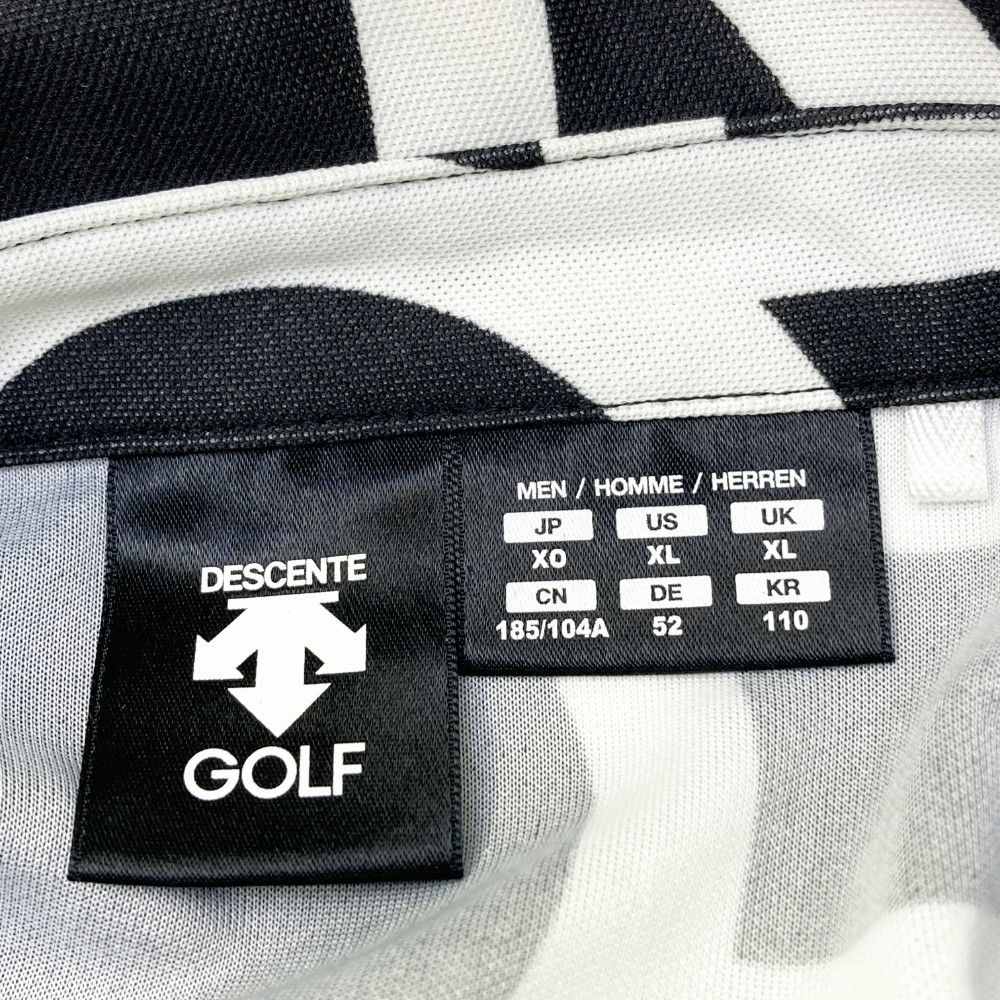 DESCENTE
GOLF
MEN / HOMME / HERREN
JP US UK
XO XL XL
CN DE KR
185/104A 52 110